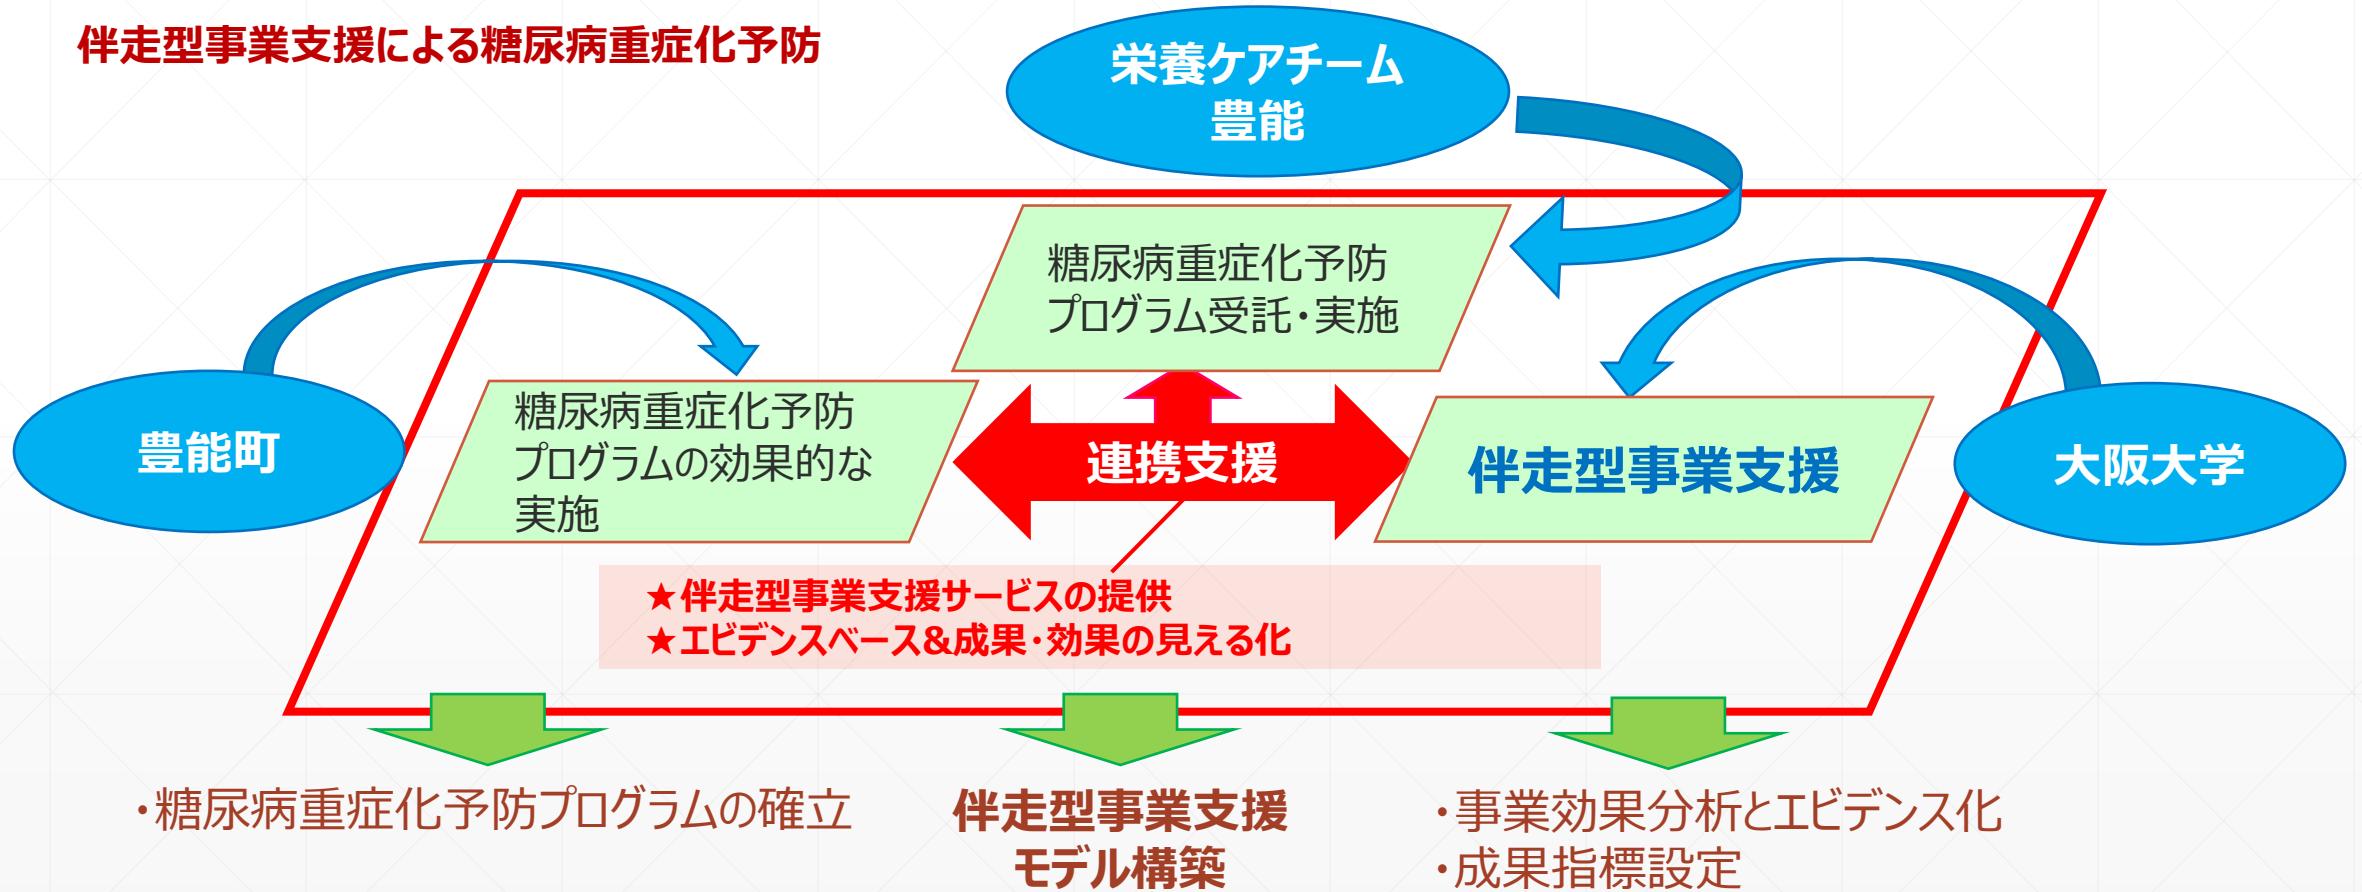 伴走型事業支援による糖尿病重症化予防
栄養ケアチーム
豊能
糖尿病重症化予防
プログラム受託・実施
豊能町
糖尿病重症化予防
プログラムの効果的な
実施
連携支援
伴走型事業支援
大阪大学
★伴走型事業支援サービスの提供
★エビデンスベース&成果・効果の見える化
・糖尿病重症化予防プログラムの確立
伴走型事業支援
モデル構築
・事業効果分析とエビデンス化
・成果指標設定